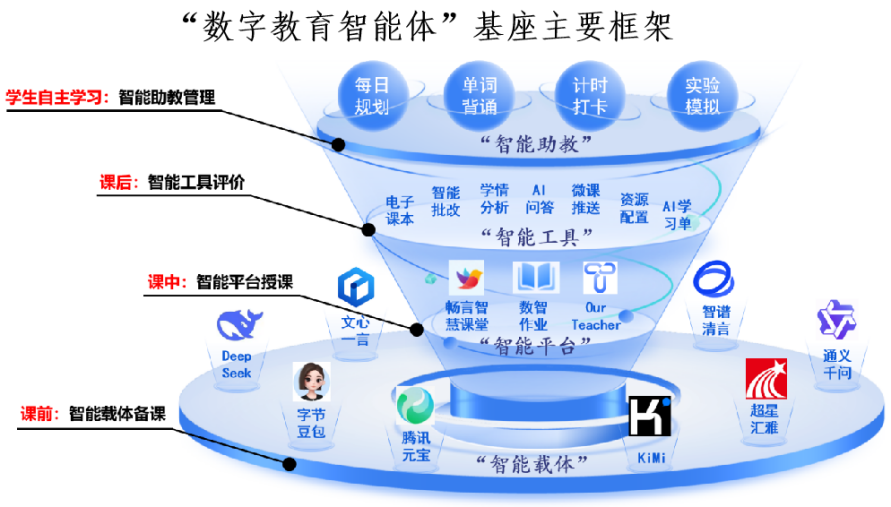 “数字教育智能体”基座主要框架
每日
规划
单词
背诵
计时
打卡
实验
模拟
学生自主学习：智能助教管理
“智能助教”
课后：智能工具评价
电子
课本
智能
批改
学情
分析
AI
问答
微课
推送
资源
配置
AI学
习单
“智能工具”
课中：智能平台授课
畅言智
慧课堂
数智
作业
Our
Teacher
“智能平台”
文心
一言
智谱
清言
Deep
Seek
通义
千问
课前：智能载体备课
字节
豆包
腾讯
元宝
KiMi
超星
汇雅
“智能载体”